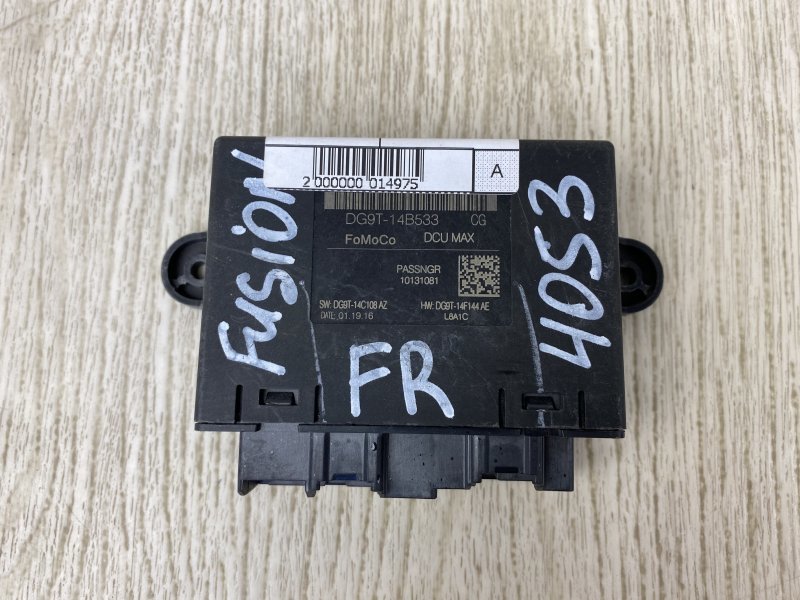 2 000000 014975
A
DG9T-14B533 CG
FoMoCo DCU MAX
PASSNGR
10131081
SW: DG9T-14C108 AZ HW: DG9T-14F144 AE
DATE: 01.19.16 L8A1C
FUSION
FR
4053